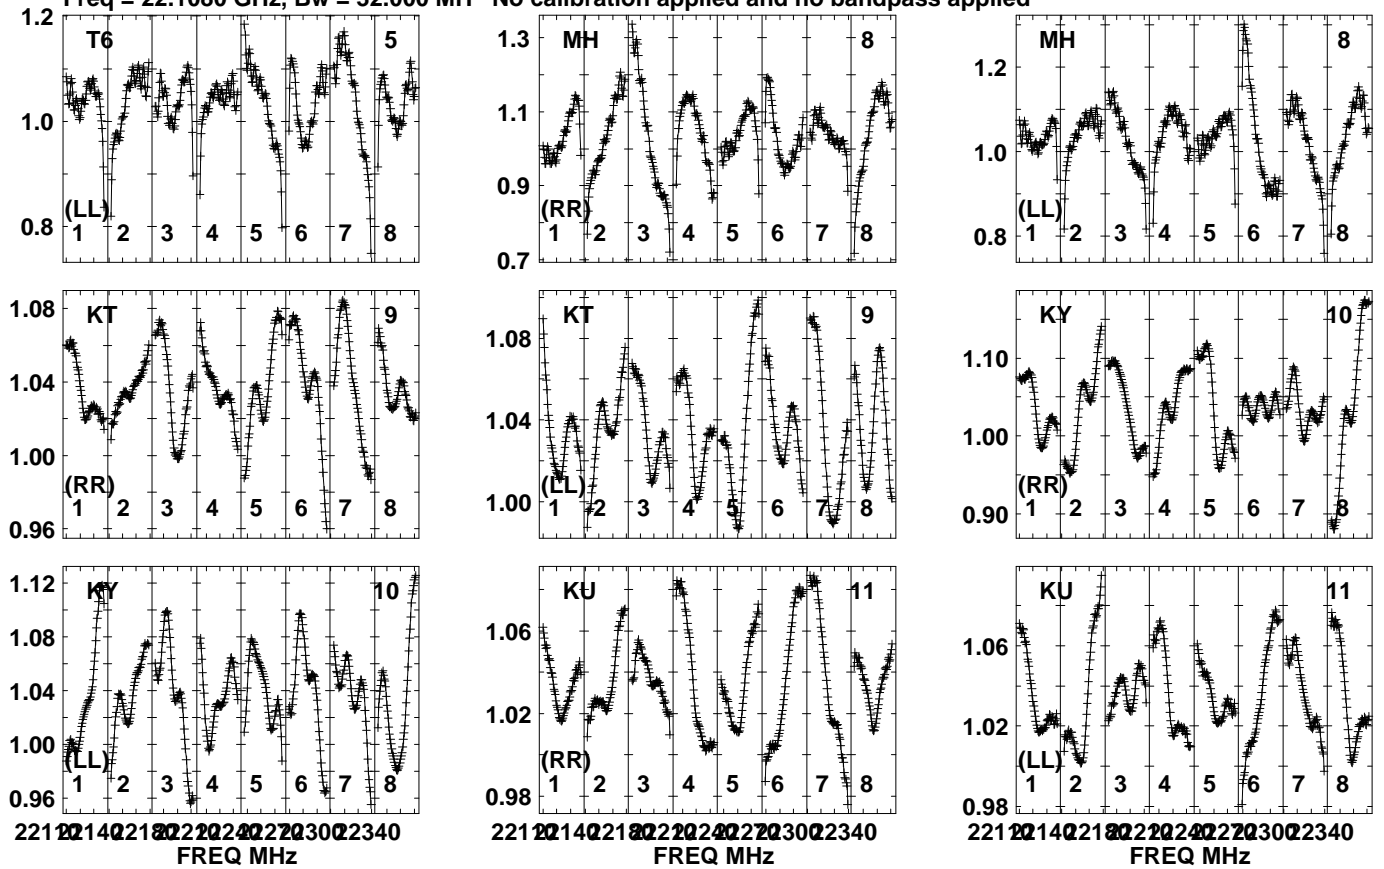 Freq = 22.1080 GHz, Bw = 32.000 MH No calibration applied and no bandpass applied
1.2
1.0
0.8
T6 5
(LL)
1 2 3 4 5 6 7 8
1.3
1.1
0.9
0.7
MH 8
(RR)
1 2 3 4 5 6 7 8
1.2
1.0
0.8
MH 8
(LL)
1 2 3 4 5 6 7 8
1.08
1.04
1.00
0.96
KT 9
(RR)
1 2 3 4 5 6 7 8
1.08
1.04
1.00
KT 9
(LL)
1 2 3 4 5 6 7 8
1.10
1.00
0.90
KY 10
(RR)
1 2 3 4 5 6 7 8
1.12
1.08
1.04
1.00
0.96
KY 10
(LL)
1 2 3 4 5 6 7 8
1.06
1.02
0.98
KU 11
(RR)
1 2 3 4 5 6 7 8
1.06
1.02
0.98
KU 11
(LL)
1 2 3 4 5 6 7 8
22340
FREQ MHz
22340
FREQ MHz
22340
FREQ MHz